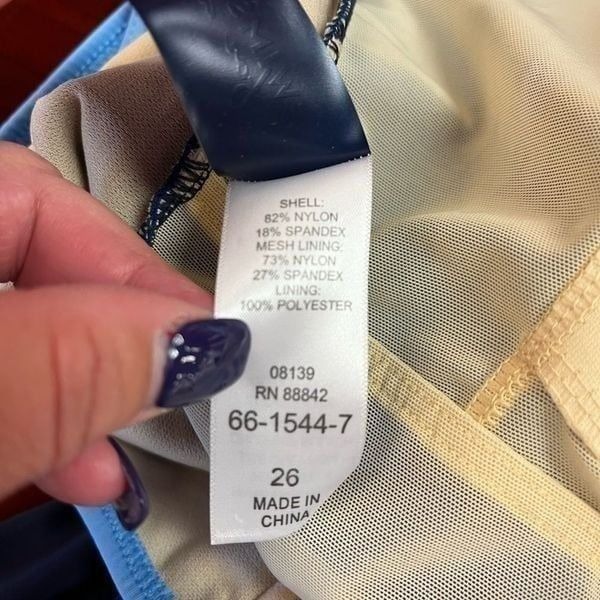 SHELL:
82% NYLON
18% SPANDEX
MESH LINING:
73% NYLON
27% SPANDEX
LINING:
100% POLYESTER
08139
RN 88842
66-1544-7
26
MADE IN
CHINA